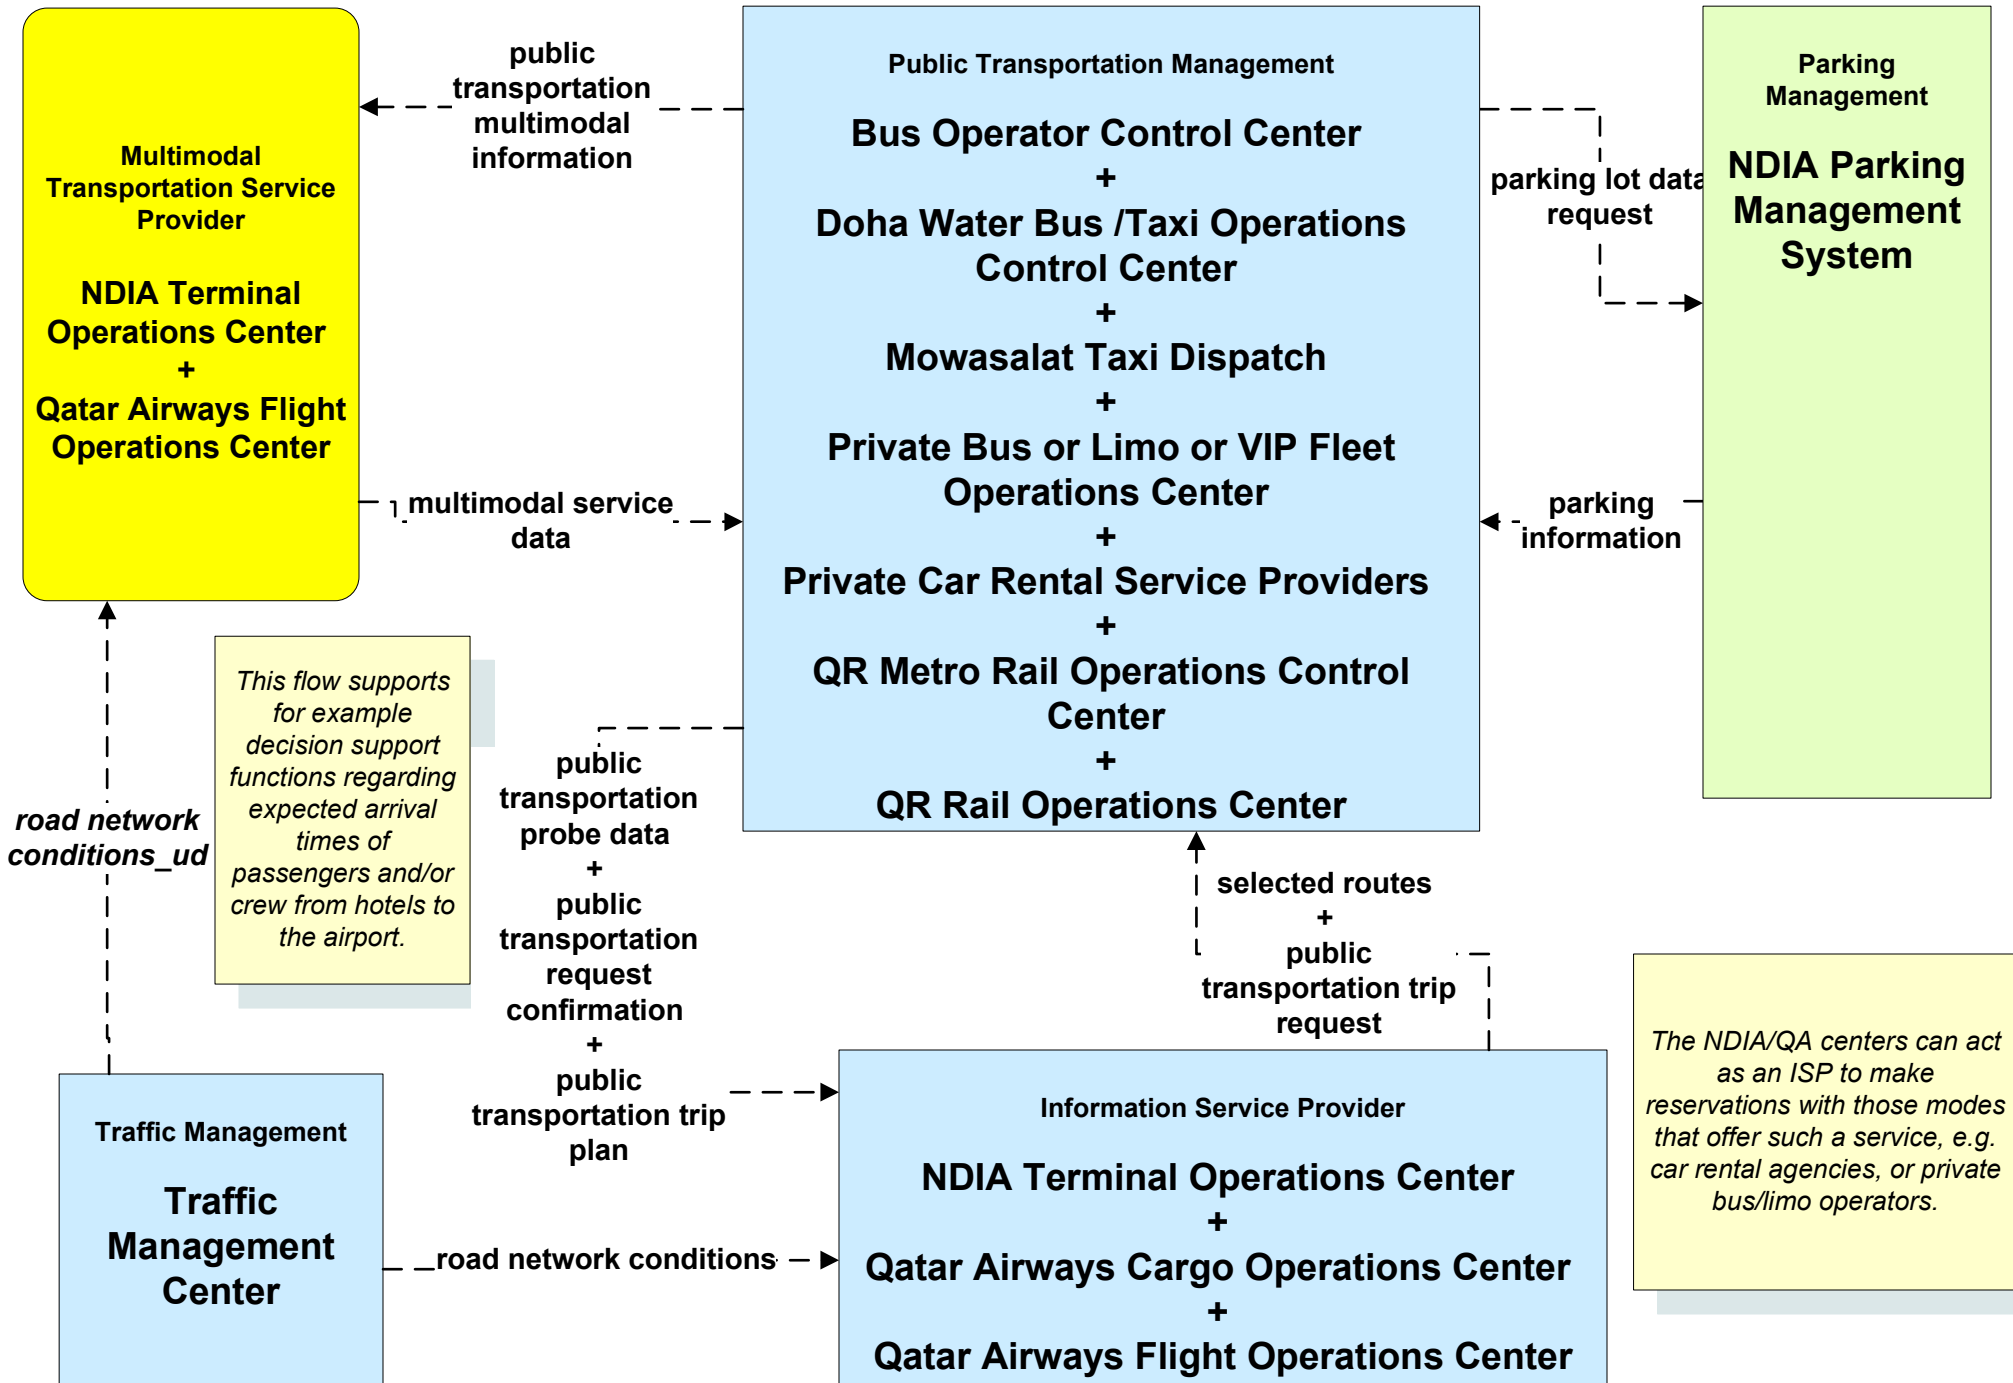 public
transportation
multimodal
information
Multimodal
Transportation Service
Provider
NDIA Terminal
Operations Center
+
Qatar Airways Flight
Operations Center
multimodal service
data
Public Transportation Management
Bus Operator Control Center
+
Doha Water Bus /Taxi Operations
Control Center
+
Mowasalat Taxi Dispatch
+
Private Bus or Limo or VIP Fleet
Operations Center
+
Private Car Rental Service Providers
+
QR Metro Rail Operations Control
Center
+
QR Rail Operations Center
parking lot data
request
parking
information
Parking
Management
NDIA Parking
Management
System
road network
conditions_ud
This flow supports
for example
decision support
functions regarding
expected arrival
times of
passengers and/or
crew from hotels to
the airport.
public
transportation
probe data
+
public
transportation
request
confirmation
+
public
transportation trip
plan
selected routes
+
public
transportation trip
request
The NDIA/QA centers can act
as an ISP to make
reservations with those modes
that offer such a service, e.g.
car rental agencies, or private
bus/limo operators.
Traffic Management
Traffic
Management
Center
road network conditions
Information Service Provider
NDIA Terminal Operations Center
+
Qatar Airways Cargo Operations Center
+
Qatar Airways Flight Operations Center